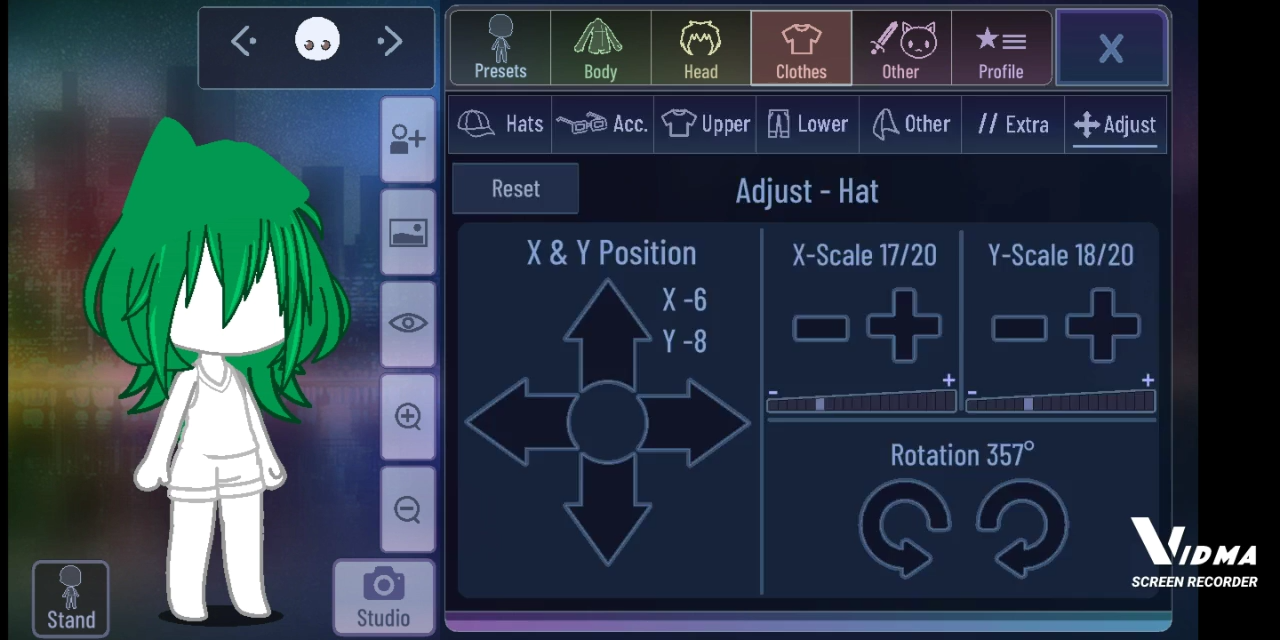 Presets
Body
Head
Clothes
Other
Profile
X
Hats
Acc.
Upper
Lower
Other
Extra
Adjust
Reset
Adjust - Hat
X & Y Position
X -6
Y -8
X-Scale 17/20
Y-Scale 18/20
- +
- +
Rotation 357°
Stand
Studio
VIDMA
SCREEN RECORDER